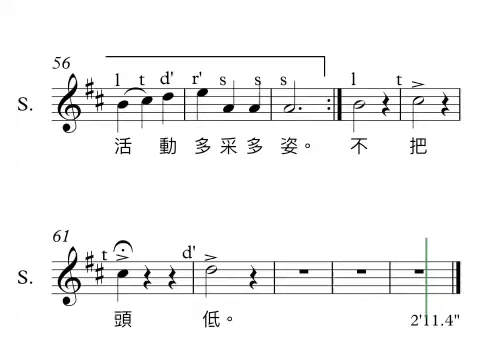 56
l t d' r' s s s l t
S.
活 動 多 采 多 姿。 不 把
61
t d'
S.
頭 低。
2'11.4"